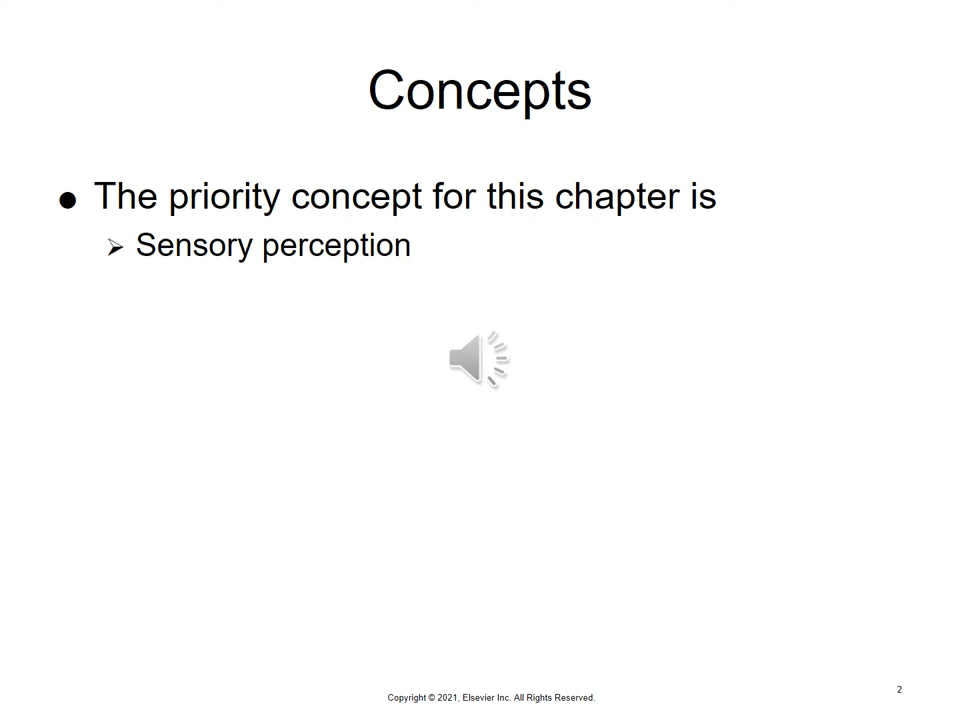 Concepts
● The priority concept for this chapter is
➢ Sensory perception
Copyright © 2021, Elsevier Inc. All Rights Reserved.
2